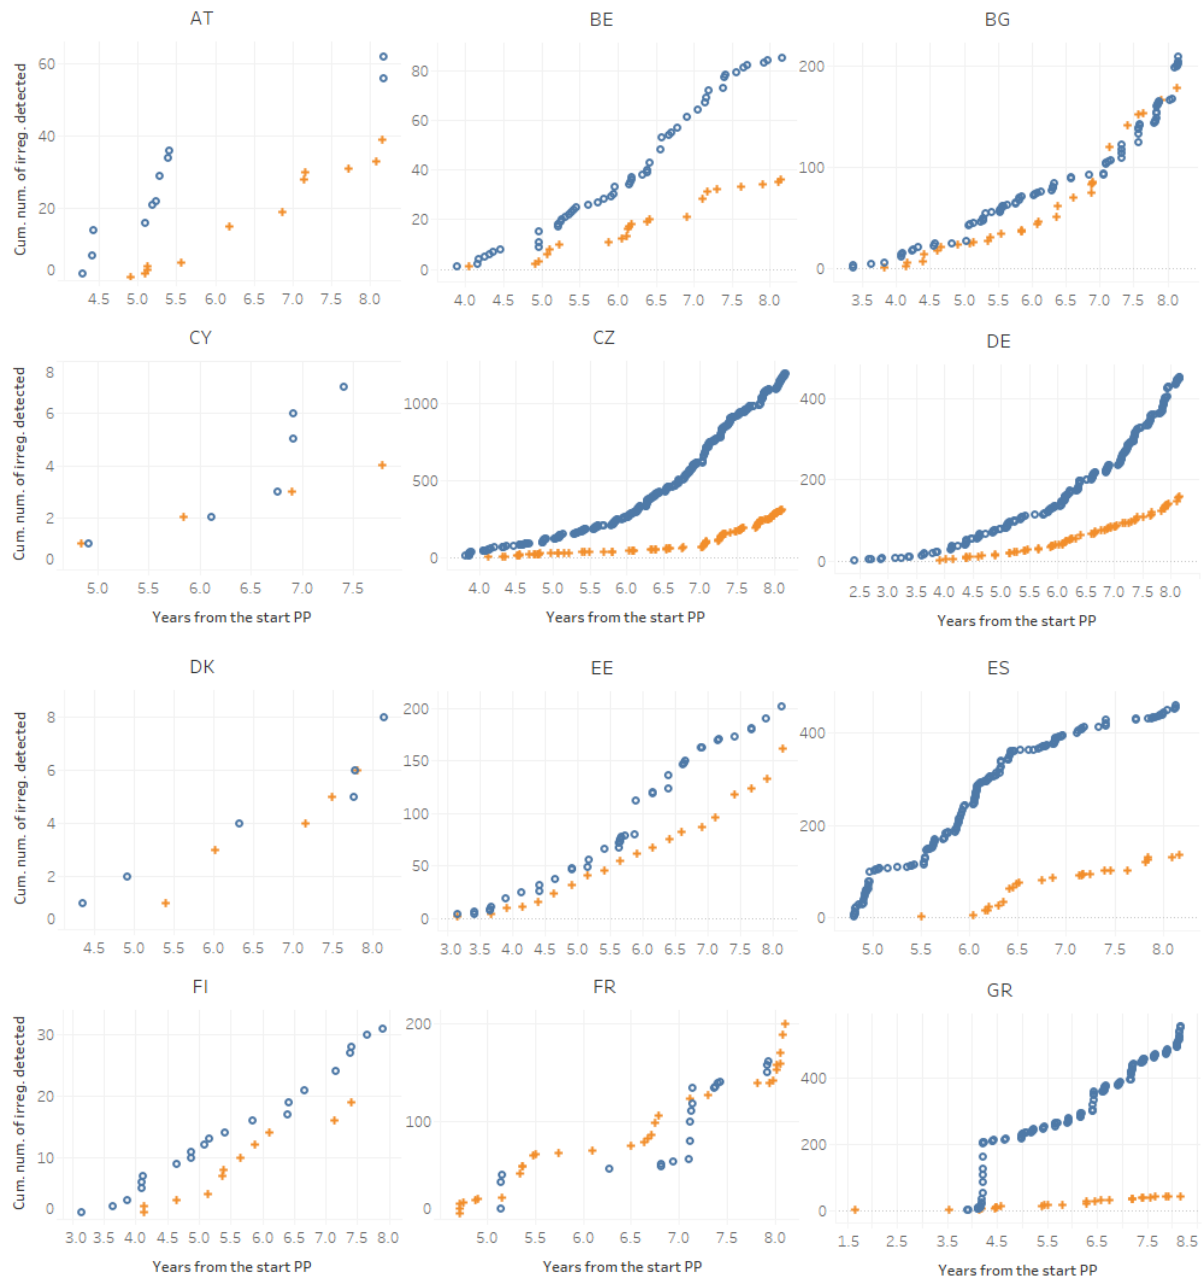 AT
BE
BG
Cum. num. of irreg. detected
60
40
20
0
4.5 5.0 5.5 6.0 6.5 7.0 7.5 8.0
80
60
40
20
0
3.5 4.0 4.5 5.0 5.5 6.0 6.5 7.0 7.5 8.0
200
100
0
3.5 4.0 4.5 5.0 5.5 6.0 6.5 7.0 7.5 8.0
CY
CZ
DE
Cum. num. of irreg. detected
8
6
4
2
0
5.0 5.5 6.0 6.5 7.0 7.5
1000
500
0
4.0 4.5 5.0 5.5 6.0 6.5 7.0 7.5 8.0
400
200
0
2.5 3.0 3.5 4.0 4.5 5.0 5.5 6.0 6.5 7.0 7.5 8.0
Years from the start PP
Years from the start PP
Years from the start PP
DK
EE
ES
Cum. num. of irreg. detected
8
6
4
2
0
4.5 5.0 5.5 6.0 6.5 7.0 7.5 8.0
200
150
100
50
0
3.0 3.5 4.0 4.5 5.0 5.5 6.0 6.5 7.0 7.5 8.0
400
200
0
5.0 5.5 6.0 6.5 7.0 7.5 8.0
FI
FR
GR
Cum. num. of irreg. detected
30
20
10
0
3.0 3.5 4.0 4.5 5.0 5.5 6.0 6.5 7.0 7.5 8.0
200
100
0
5.0 5.5 6.0 6.5 7.0 7.5 8.0
400
200
0
1.5 2.5 3.5 4.5 5.5 6.5 7.5 8.5
Years from the start PP
Years from the start PP
Years from the start PP